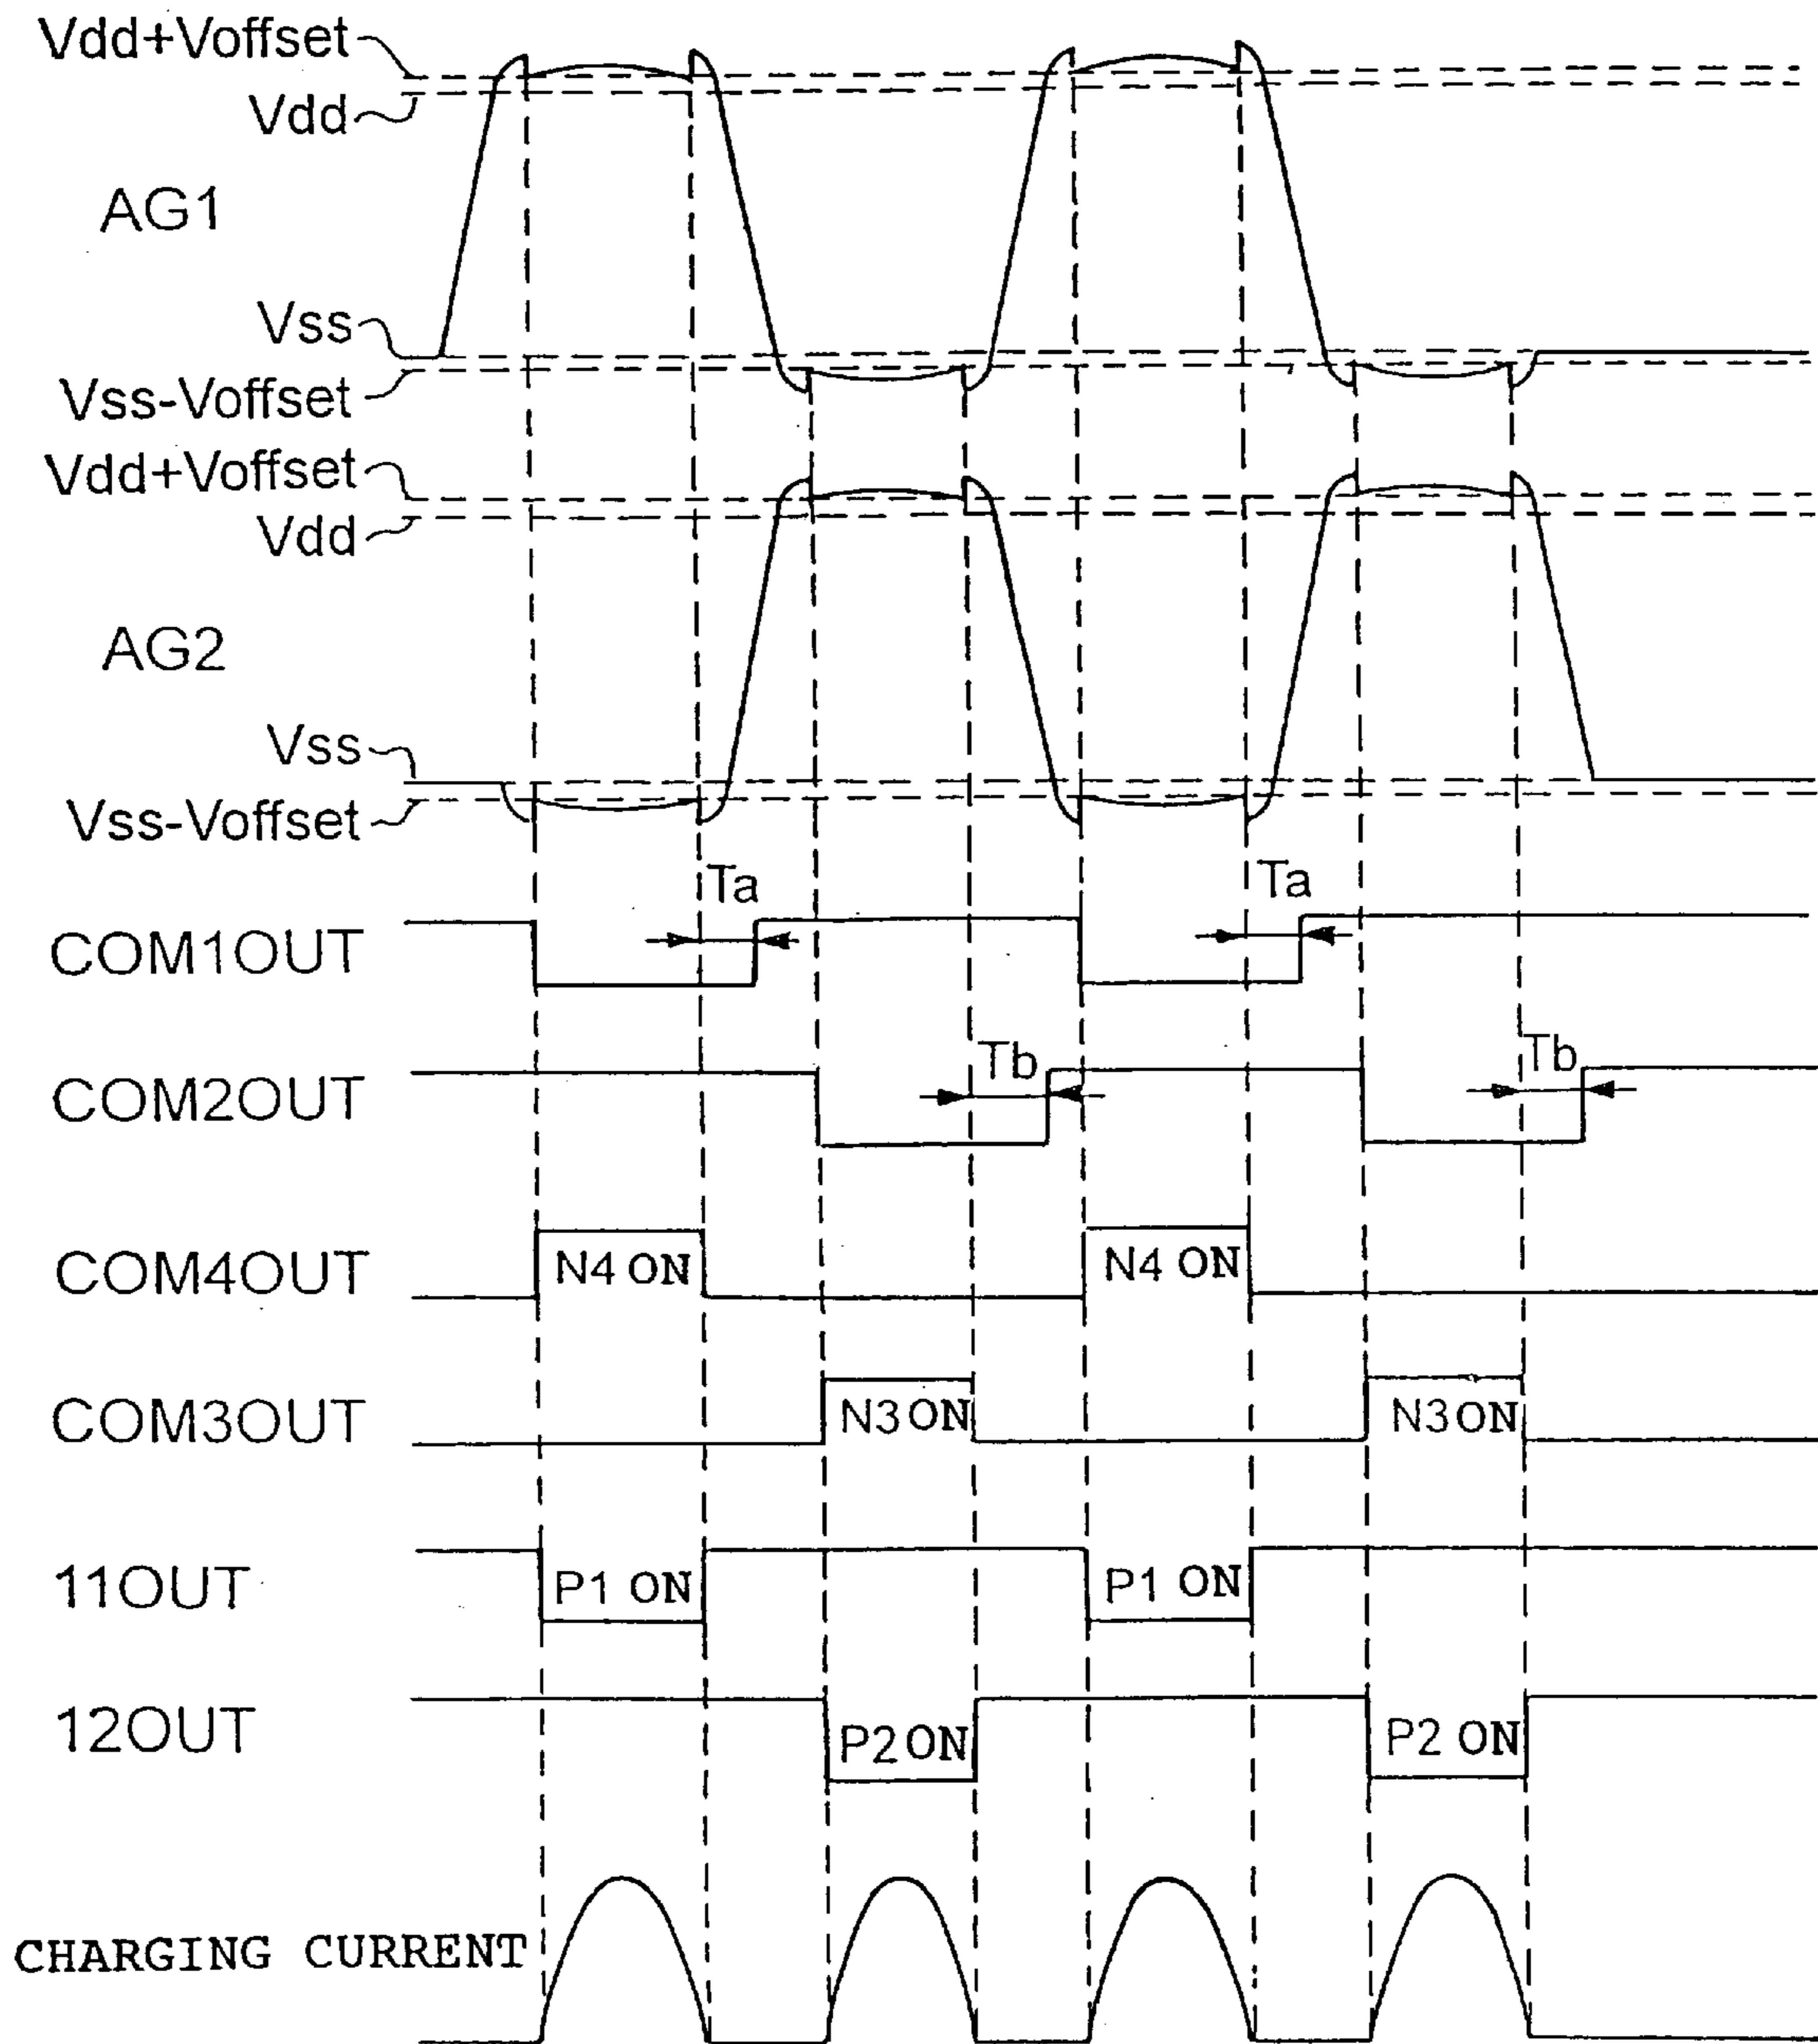 Vdd+Voffset
Vdd
AG1
Vss
Vss-Voffset
Vdd+Voffset
Vdd
AG2
Vss
Vss-Voffset
Ta Ta
COM1OUT
Tb Tb
COM2OUT
COM4OUT N4 ON N4 ON
COM3OUT N3 ON N3 ON
11OUT P1 ON P1 ON
12OUT P2 ON P2 ON
CHARGING CURRENT